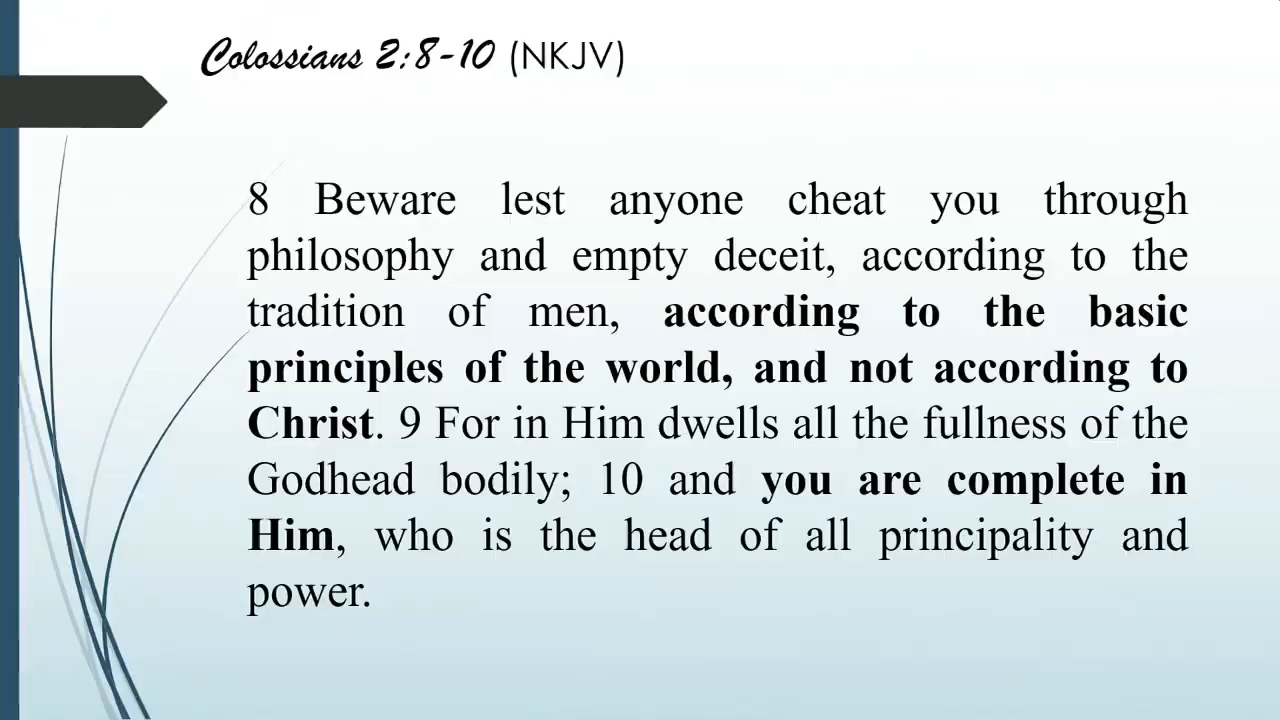 Colossians 2:8-10 (NKJV)
8 Beware lest anyone cheat you through
philosophy and empty deceit, according to the
tradition of men, according to the basic
principles of the world, and not according to
Christ. 9 For in Him dwells all the fullness of the
Godhead bodily; 10 and you are complete in
Him, who is the head of all principality and
power.